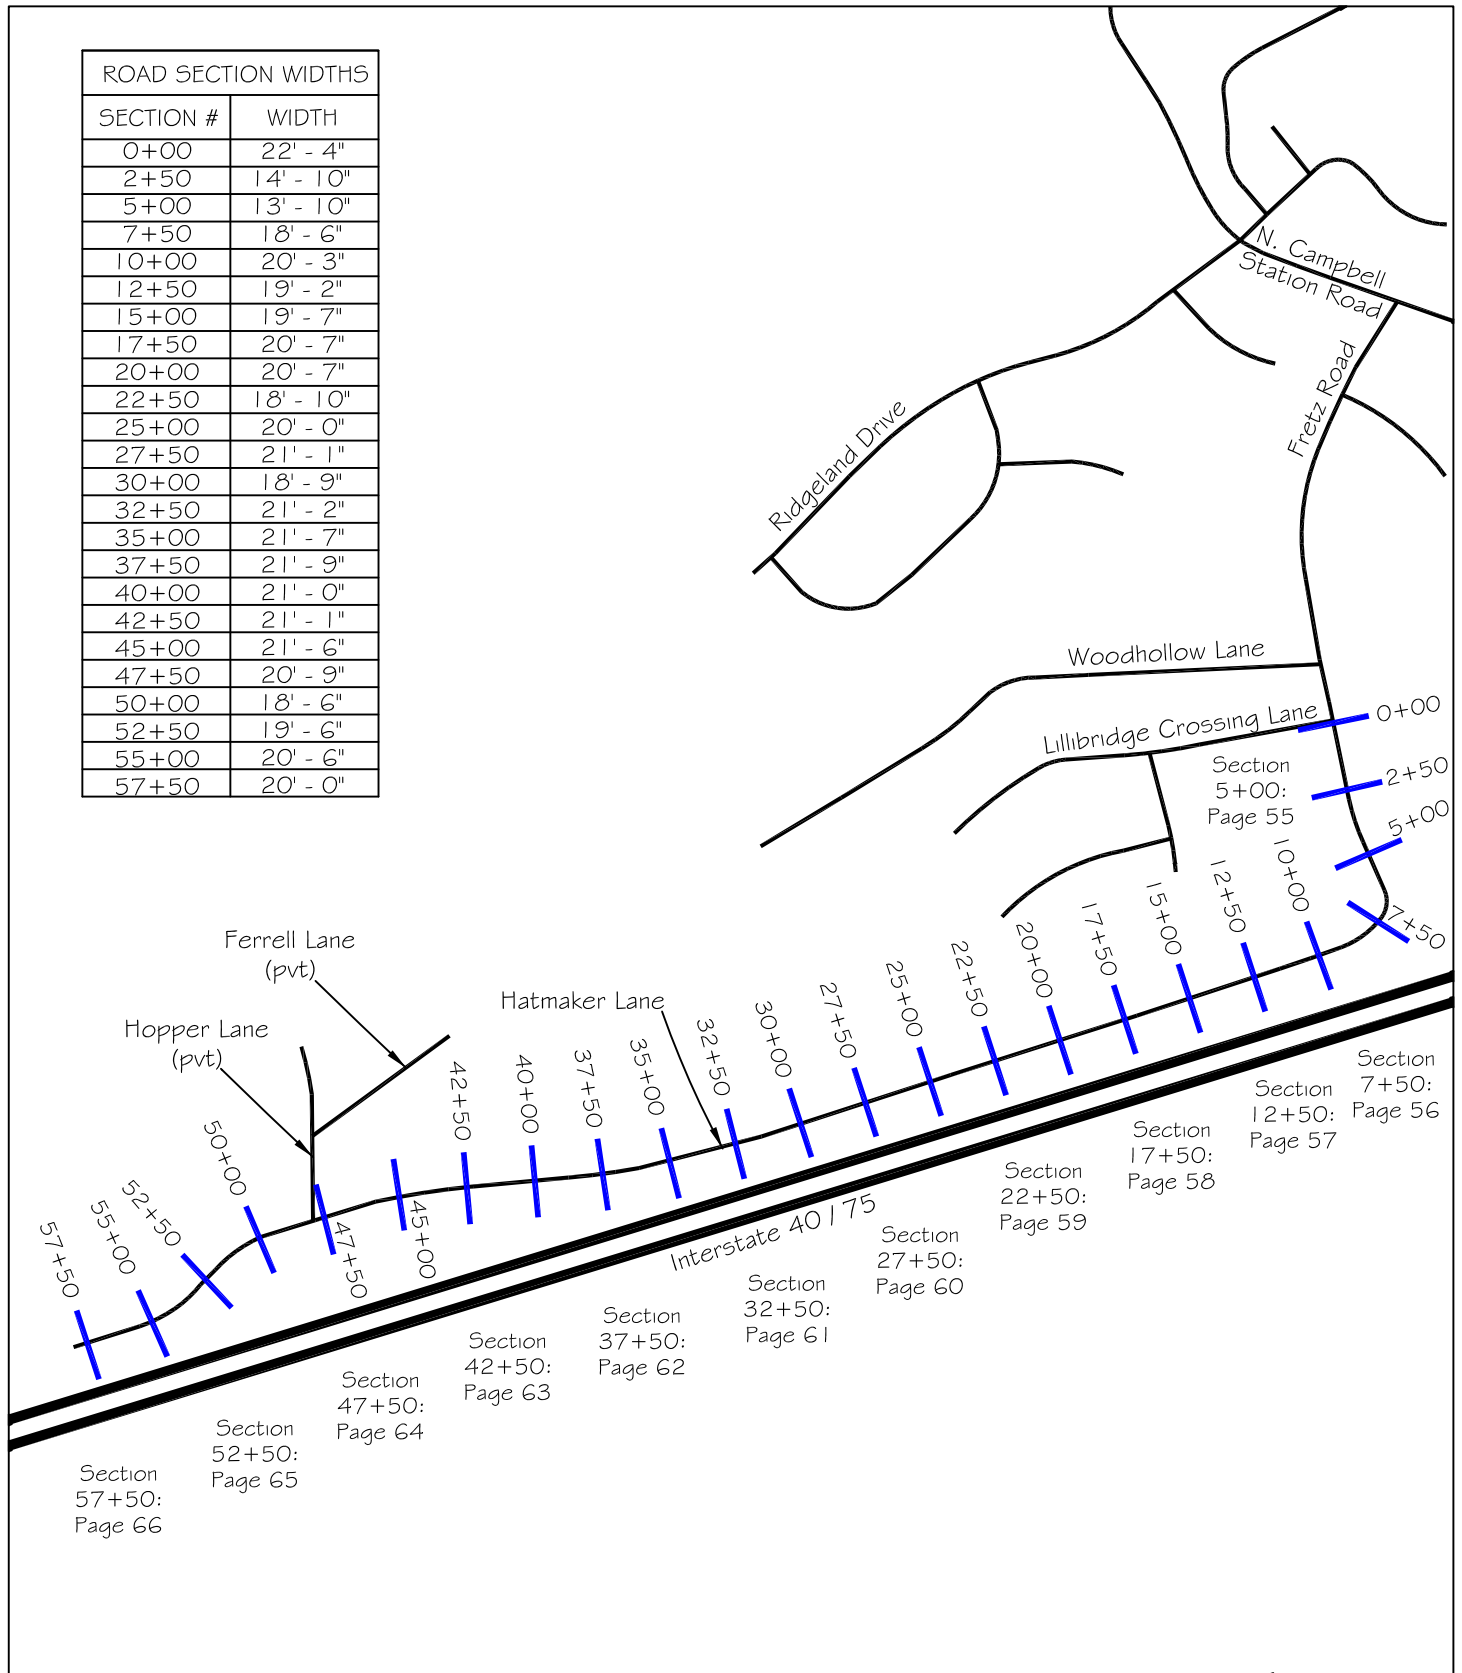 ROAD SECTION WIDTHS
SECTION # WIDTH
0+00 22' - 4"
2+50 14' - 10"
5+00 13' - 10"
7+50 18' - 6"
10+00 20' - 3"
12+50 19' - 2"
15+00 19' - 7"
17+50 20' - 7"
20+00 20' - 7"
22+50 18' - 10"
25+00 20' - 0"
27+50 21' - 1"
30+00 18' - 9"
32+50 21' - 2"
35+00 21' - 7"
37+50 21' - 9"
40+00 21' - 0"
42+50 21' - 1"
45+00 21' - 6"
47+50 20' - 9"
50+00 18' - 6"
52+50 19' - 6"
55+00 20' - 6"
57+50 20' - 0"
N. Campbell
Station Road
Fretz Road
Ridgeland Drive
Woodhollow Lane
Lillibridge Crossing Lane
0+00
2+50
5+00
7+50
Section
5+00:
Page 55
10+00
12+50
15+00
17+50
20+00
22+50
25+00
27+50
30+00
32+50
35+00
37+50
40+00
42+50
45+00
47+50
50+00
52+50
55+00
57+50
Ferrell Lane
(pvt)
Hopper Lane
(pvt)
Hatmaker Lane
Interstate 40 / 75
Section
7+50:
Page 56
Section
12+50:
Page 57
Section
17+50:
Page 58
Section
22+50:
Page 59
Section
27+50:
Page 60
Section
32+50:
Page 61
Section
37+50:
Page 62
Section
42+50:
Page 63
Section
47+50:
Page 64
Section
52+50:
Page 65
Section
57+50:
Page 66